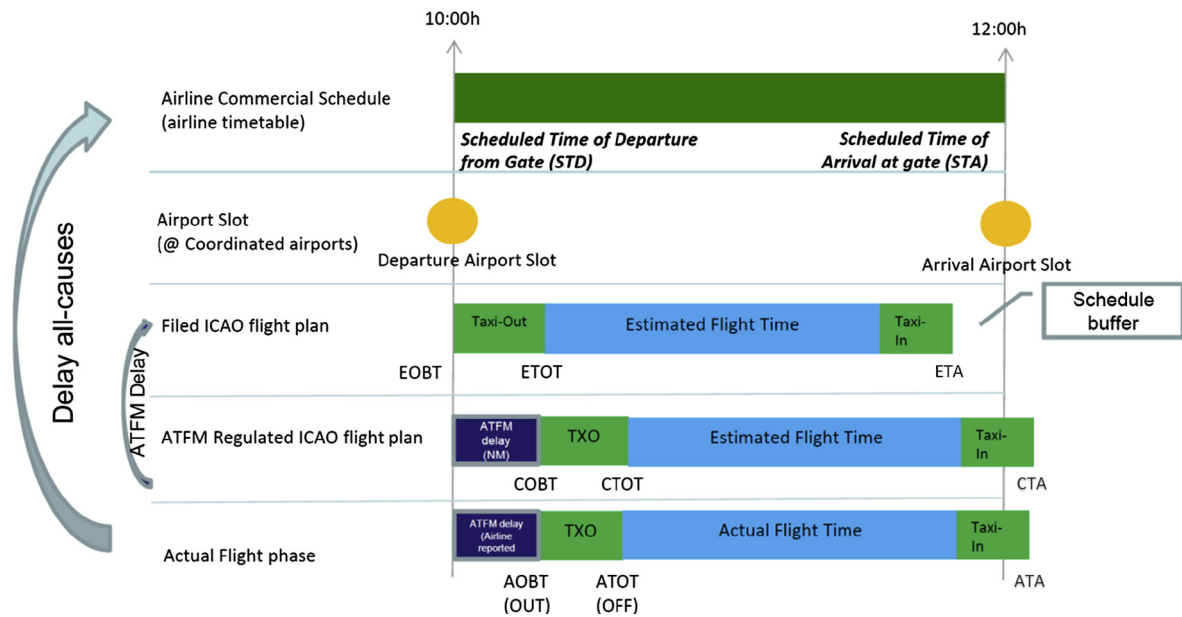 10:00h
12:00h
Airline Commercial Schedule
(airline timetable)
Scheduled Time of Departure
from Gate (STD)
Scheduled Time of
Arrival at gate (STA)
Delay all-causes
Airport Slot
(@ Coordinated airports)
Departure Airport Slot
Arrival Airport Slot
Schedule
buffer
Filed ICAO flight plan
Taxi-Out
Estimated Flight Time
Taxi-
In
EOBT
ETOT
ETA
ATFM Delay
ATFM Regulated ICAO flight plan
ATFM
delay
(NM)
TXO
Estimated Flight Time
Taxi-
In
COBT
CTOT
CTA
Actual Flight phase
ATFM delay
(Airline
reported
TXO
Actual Flight Time
Taxi-
In
AOBT
(OUT)
ATOT
(OFF)
ATA